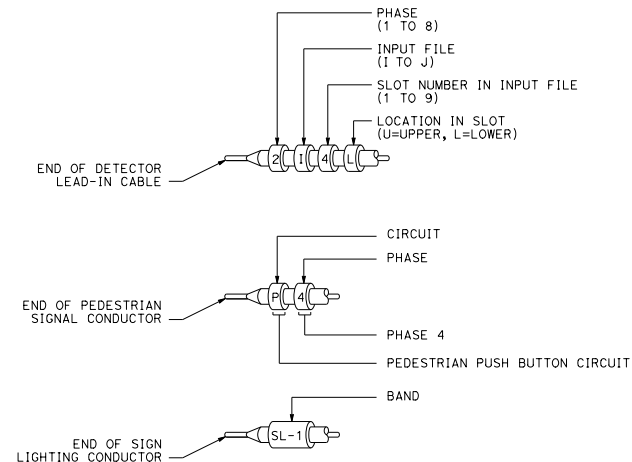 PHASE
(1 TO 8)
INPUT FILE
(I TO J)
SLOT NUMBER IN INPUT FILE
(1 TO 9)
LOCATION IN SLOT
(U=UPPER, L=LOWER)
2 I 4 L
END OF DETECTOR
LEAD-IN CABLE
CIRCUIT
PHASE
P 4
END OF PEDESTRIAN
SIGNAL CONDUCTOR
PHASE 4
PEDESTRIAN PUSH BUTTON CIRCUIT
BAND
SL-1
END OF SIGN
LIGHTING CONDUCTOR